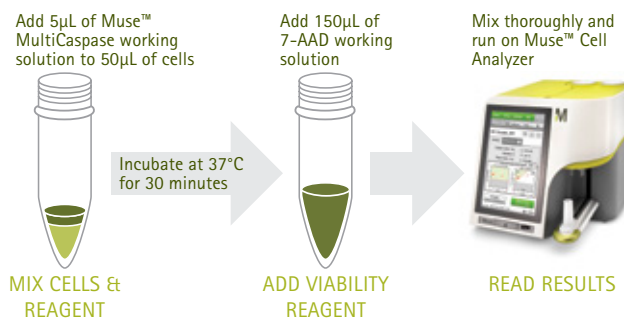 Add 5µL of Muse™
MultiCaspase working
solution to 50µL of cells
Incubate at 37°C
for 30 minutes
Add 150µL of
7-AAD working
solution
Mix thoroughly and
run on Muse™ Cell
Analyzer
M
MIX CELLS &
REAGENT
ADD VIABILITY
REAGENT
READ RESULTS